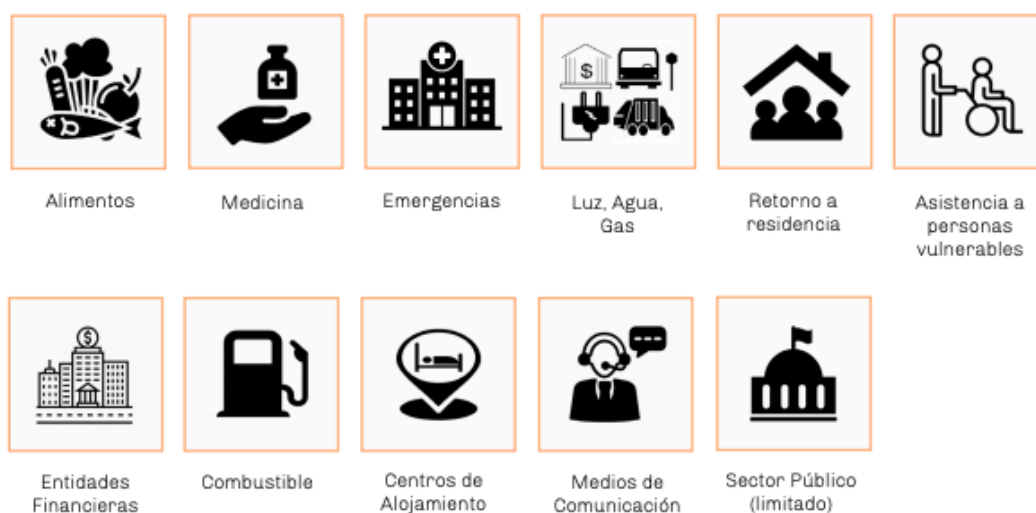 Alimentos
Medicina
Emergencias
Luz, Agua,
Gas
Retorno a
residencia
Asistencia a
personas
vulnerables
$
$
Entidades
Financieras
Combustible
Centros de
Alojamiento
Medios de
Comunicación
Sector Público
(limitado)